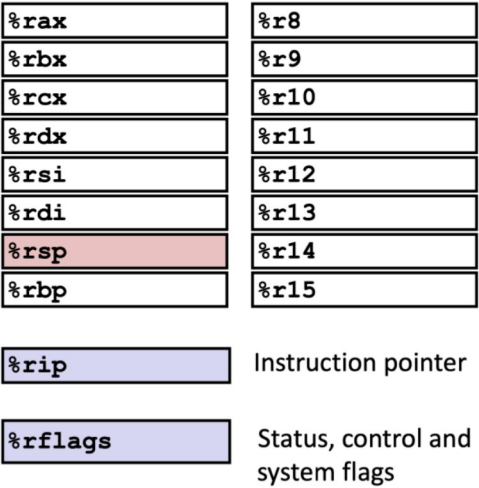 %rax
%rbx
%rcx
%rdx
%rsi
%rdi
%rsp
%rbp
%r8
%r9
%r10
%r11
%r12
%r13
%r14
%r15
%rip
Instruction pointer
%rflags
Status, control and
system flags